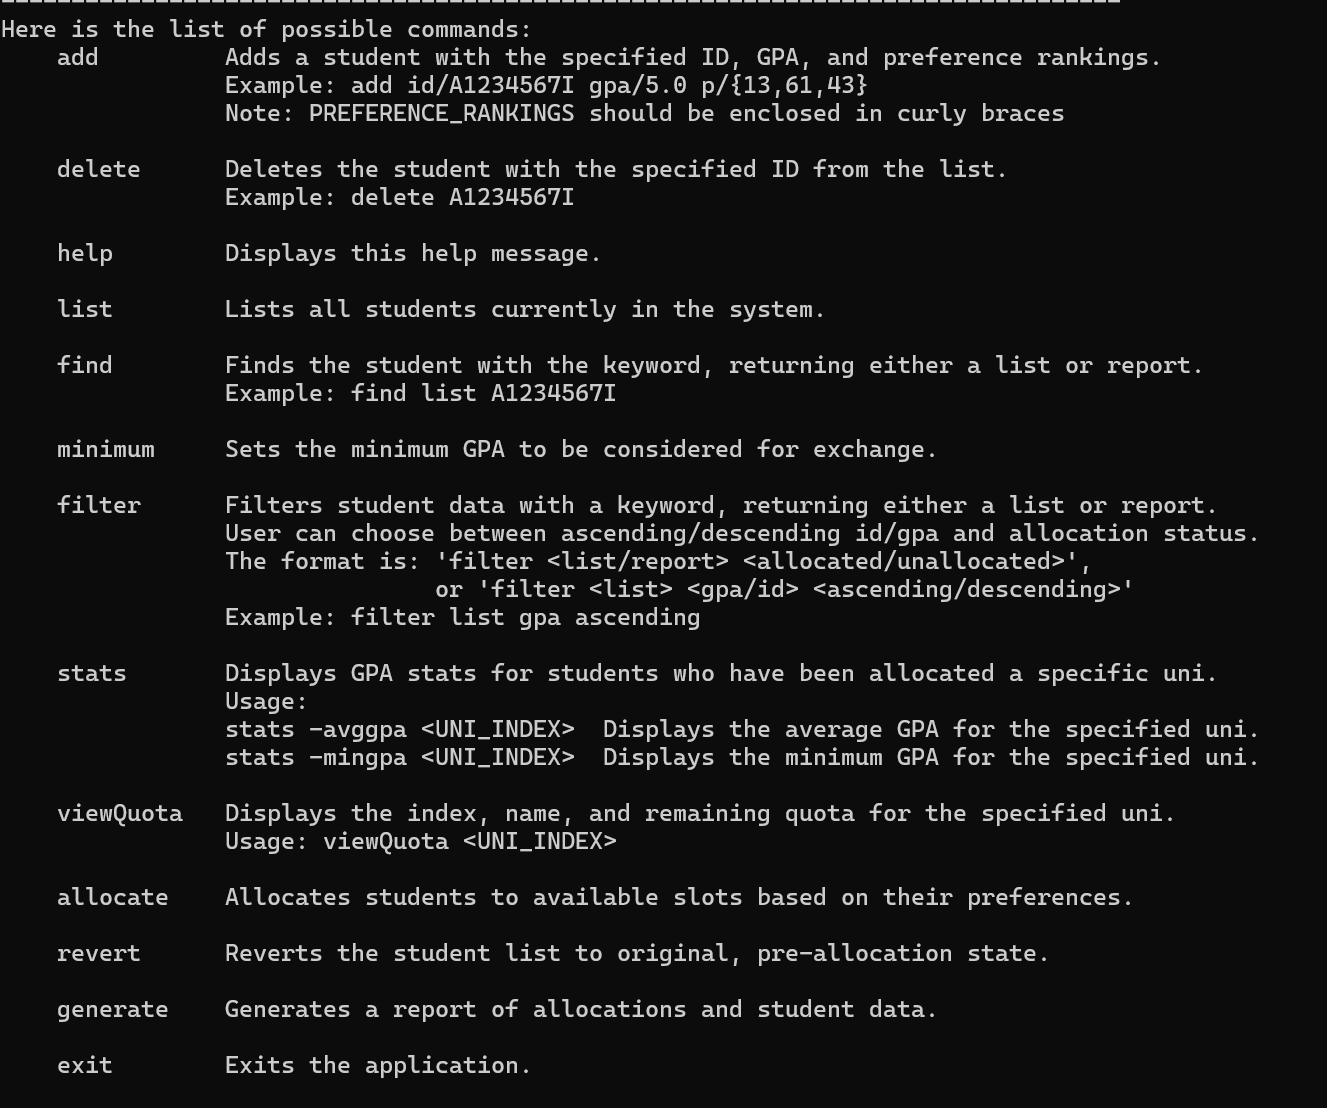 Here is the list of possible commands:
add Adds a student with the specified ID, GPA, and preference rankings.
Example: add id/A1234567I gpa/5.0 p/{13,61,43}
Note: PREFERENCE_RANKINGS should be enclosed in curly braces
delete Deletes the student with the specified ID from the list.
Example: delete A1234567I
help Displays this help message.
list Lists all students currently in the system.
find Finds the student with the keyword, returning either a list or report.
Example: find list A1234567I
minimum Sets the minimum GPA to be considered for exchange.
filter Filters student data with a keyword, returning either a list or report.
User can choose between ascending/descending id/gpa and allocation status.
The format is: 'filter <list/report> <allocated/unallocated>',
or 'filter <list> <gpa/id> <ascending/descending>'
Example: filter list gpa ascending
stats Displays GPA stats for students who have been allocated a specific uni.
Usage:
stats -avggpa <UNI_INDEX> Displays the average GPA for the specified uni.
stats -mingpa <UNI_INDEX> Displays the minimum GPA for the specified uni.
viewQuota Displays the index, name, and remaining quota for the specified uni.
Usage: viewQuota <UNI_INDEX>
allocate Allocates students to available slots based on their preferences.
revert Reverts the student list to original, pre-allocation state.
generate Generates a report of allocations and student data.
exit Exits the application.